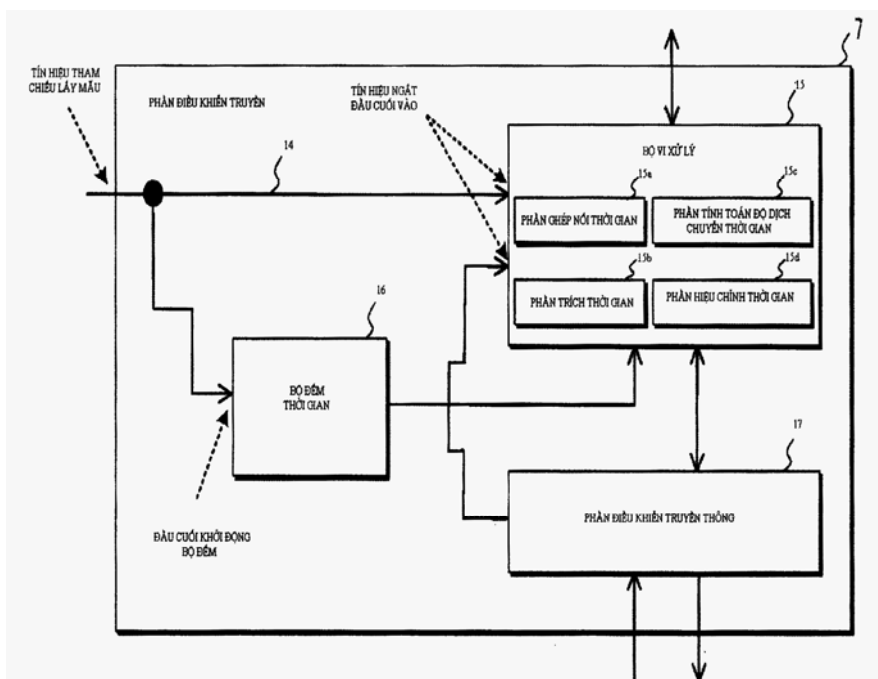 7
TÍN HIỆU THAM
CHIẾU LẤY MẪU
PHẦN ĐIỀU KHIỂN TRUYỀN
TÍN HIỆU NGẮT
ĐẦU CUỐI VÀO
15
14
BỘ VI XỬ LÝ
15a
15c
PHẦN GHÉP NỐI THỜI GIAN
PHẦN TÍNH TOÁN ĐỘ DỊCH
CHUYỂN THỜI GIAN
15b
15d
PHẦN TRÍCH THỜI GIAN
PHẦN HIỆU CHỈNH THỜI GIAN
16
BỘ ĐẾM
THỜI GIAN
17
PHẦN ĐIỀU KHIỂN TRUYỀN THÔNG
ĐẦU CUỐI KHỞI ĐỘNG
BỘ ĐẾM